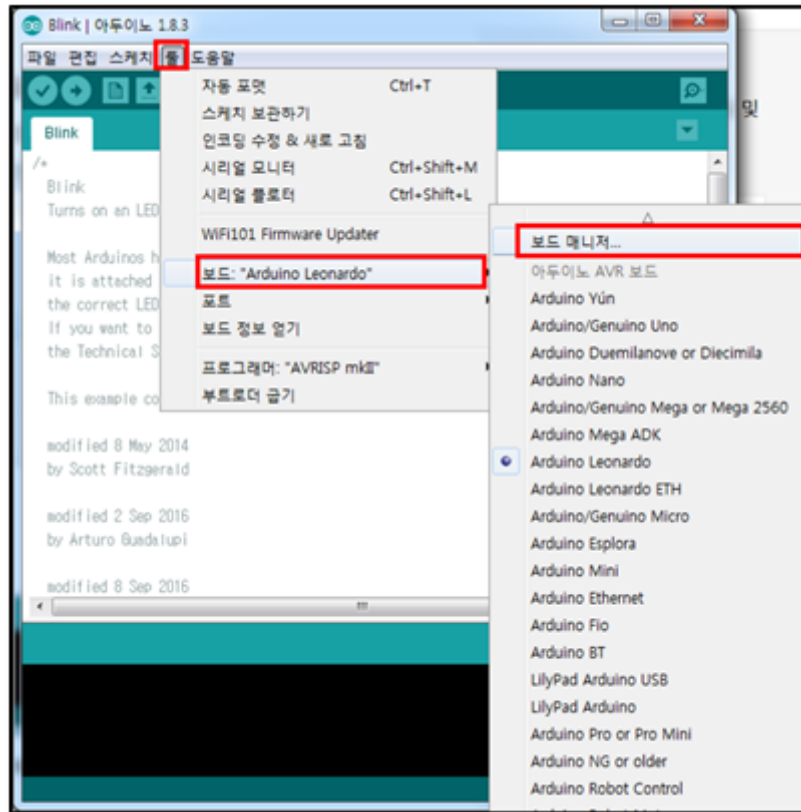 Blink | 아두이노 1.8.3
파일 편집 스케치 툴 도움말
Blink
/*
Blink
Turns on an LED
Most Arduinos h
it is attached
the correct LED
If you want to
the Technical S
This example co
modified 8 May 2014
by Scott Fitzgerald
modified 2 Sep 2016
by Arturo Guadalupi
modified 8 Sep 2016
자동 포맷 Ctrl+T
스케치 보관하기
인코딩 수정 & 새로 고침
시리얼 모니터 Ctrl+Shift+M
시리얼 플로터 Ctrl+Shift+L
WiFi101 Firmware Updater
보드: "Arduino Leonardo"
포트
보드 정보 얻기
프로그래머: "AVRISP mkII"
부트로더 굽기
및
보드 매니저...
아두이노 AVR 보드
Arduino Yún
Arduino/Genuino Uno
Arduino Duemilanove or Diecimila
Arduino Nano
Arduino/Genuino Mega or Mega 2560
Arduino Mega ADK
Arduino Leonardo
Arduino Leonardo ETH
Arduino/Genuino Micro
Arduino Esplora
Arduino Mini
Arduino Ethernet
Arduino Fio
Arduino BT
LilyPad Arduino USB
LilyPad Arduino
Arduino Pro or Pro Mini
Arduino NG or older
Arduino Robot Control